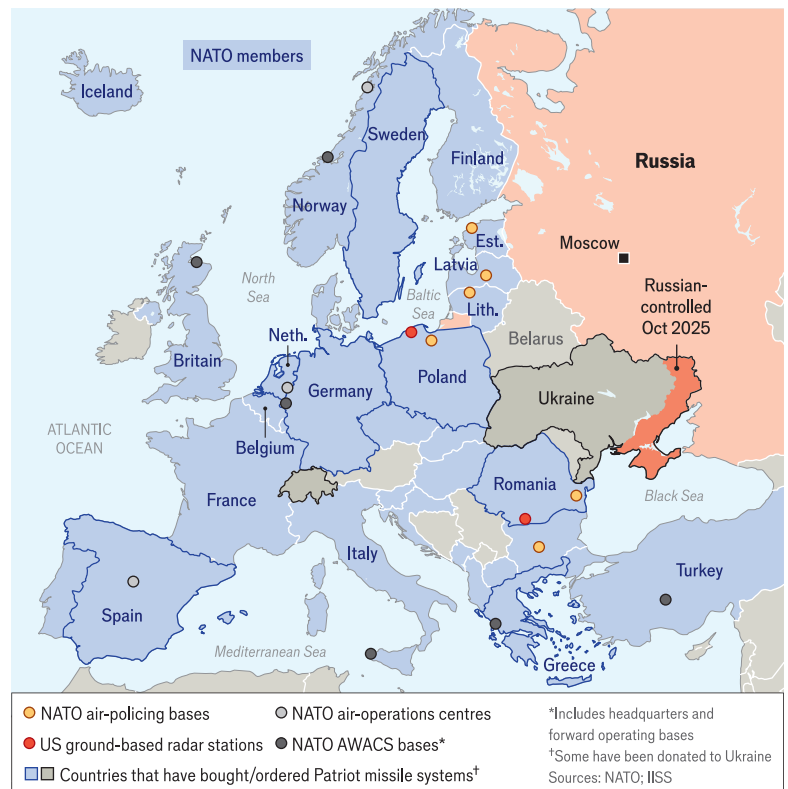 NATO members
Iceland
Sweden
Finland
Russia
Norway
Est.
Moscow
Latvia
Russian-
controlled
Oct 2025
North
Sea
Baltic
Sea
Lith.
Neth.
Belarus
Britain
Germany
Poland
Ukraine
ATLANTIC
OCEAN
Belgium
Romania
Black Sea
France
Italy
Turkey
Spain
Mediterranean Sea
Greece
NATO air-policing bases
NATO air-operations centres
US ground-based radar stations
NATO AWACS bases*
Countries that have bought/ordered Patriot missile systems†
*Includes headquarters and
forward operating bases
†Some have been donated to Ukraine
Sources: NATO; IISS